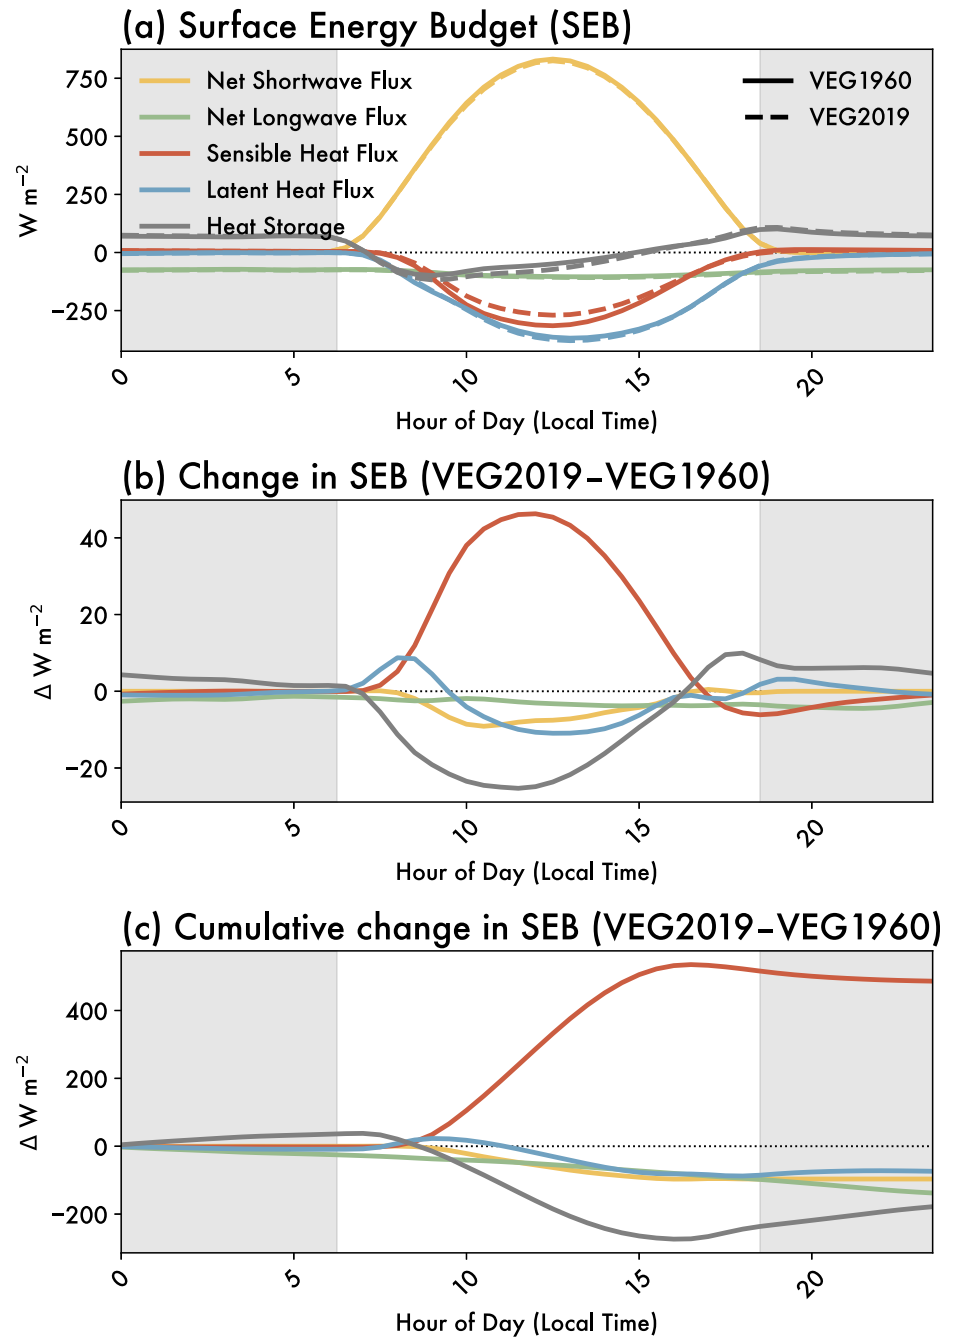 (a) Surface Energy Budget (SEB)
750
500
250
0
−250
W m⁻²
Net Shortwave Flux
Net Longwave Flux
Sensible Heat Flux
Latent Heat Flux
Heat Storage
VEG1960
VEG2019
0 5 10 15 20
Hour of Day (Local Time)
(b) Change in SEB (VEG2019–VEG1960)
40
20
0
−20
Δ W m⁻²
0 5 10 15 20
Hour of Day (Local Time)
(c) Cumulative change in SEB (VEG2019–VEG1960)
400
200
0
−200
Δ W m⁻²
0 5 10 15 20
Hour of Day (Local Time)